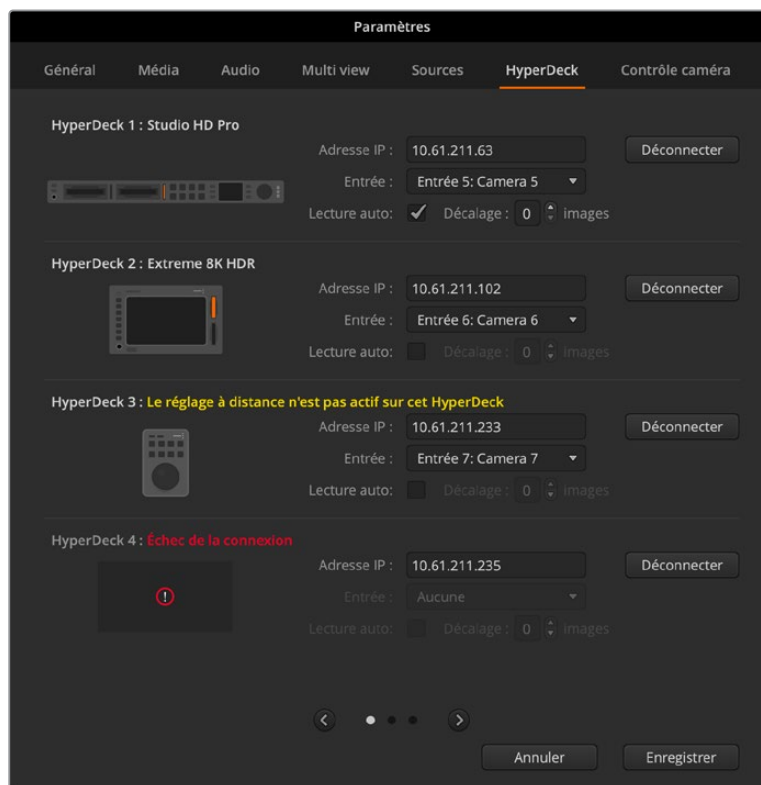 Paramètres
Général Média Audio Multi view Sources HyperDeck Contrôle caméra
HyperDeck 1 : Studio HD Pro
Adresse IP : 10.61.211.63 Déconnecter
Entrée : Entrée 5: Camera 5
Lecture auto: Décalage : 0 images
HyperDeck 2 : Extreme 8K HDR
Adresse IP : 10.61.211.102 Déconnecter
Entrée : Entrée 6: Camera 6
Lecture auto: Décalage : 0 images
HyperDeck 3 : Le réglage à distance n'est pas actif sur cet HyperDeck
Adresse IP : 10.61.211.233 Déconnecter
Entrée : Entrée 7: Camera 7
Lecture auto: Décalage : 0 images
HyperDeck 4 : Échec de la connexion
Adresse IP : 10.61.211.235 Déconnecter
Entrée : Aucune
Lecture auto: Décalage : 0 images
Annuler Enregistrer